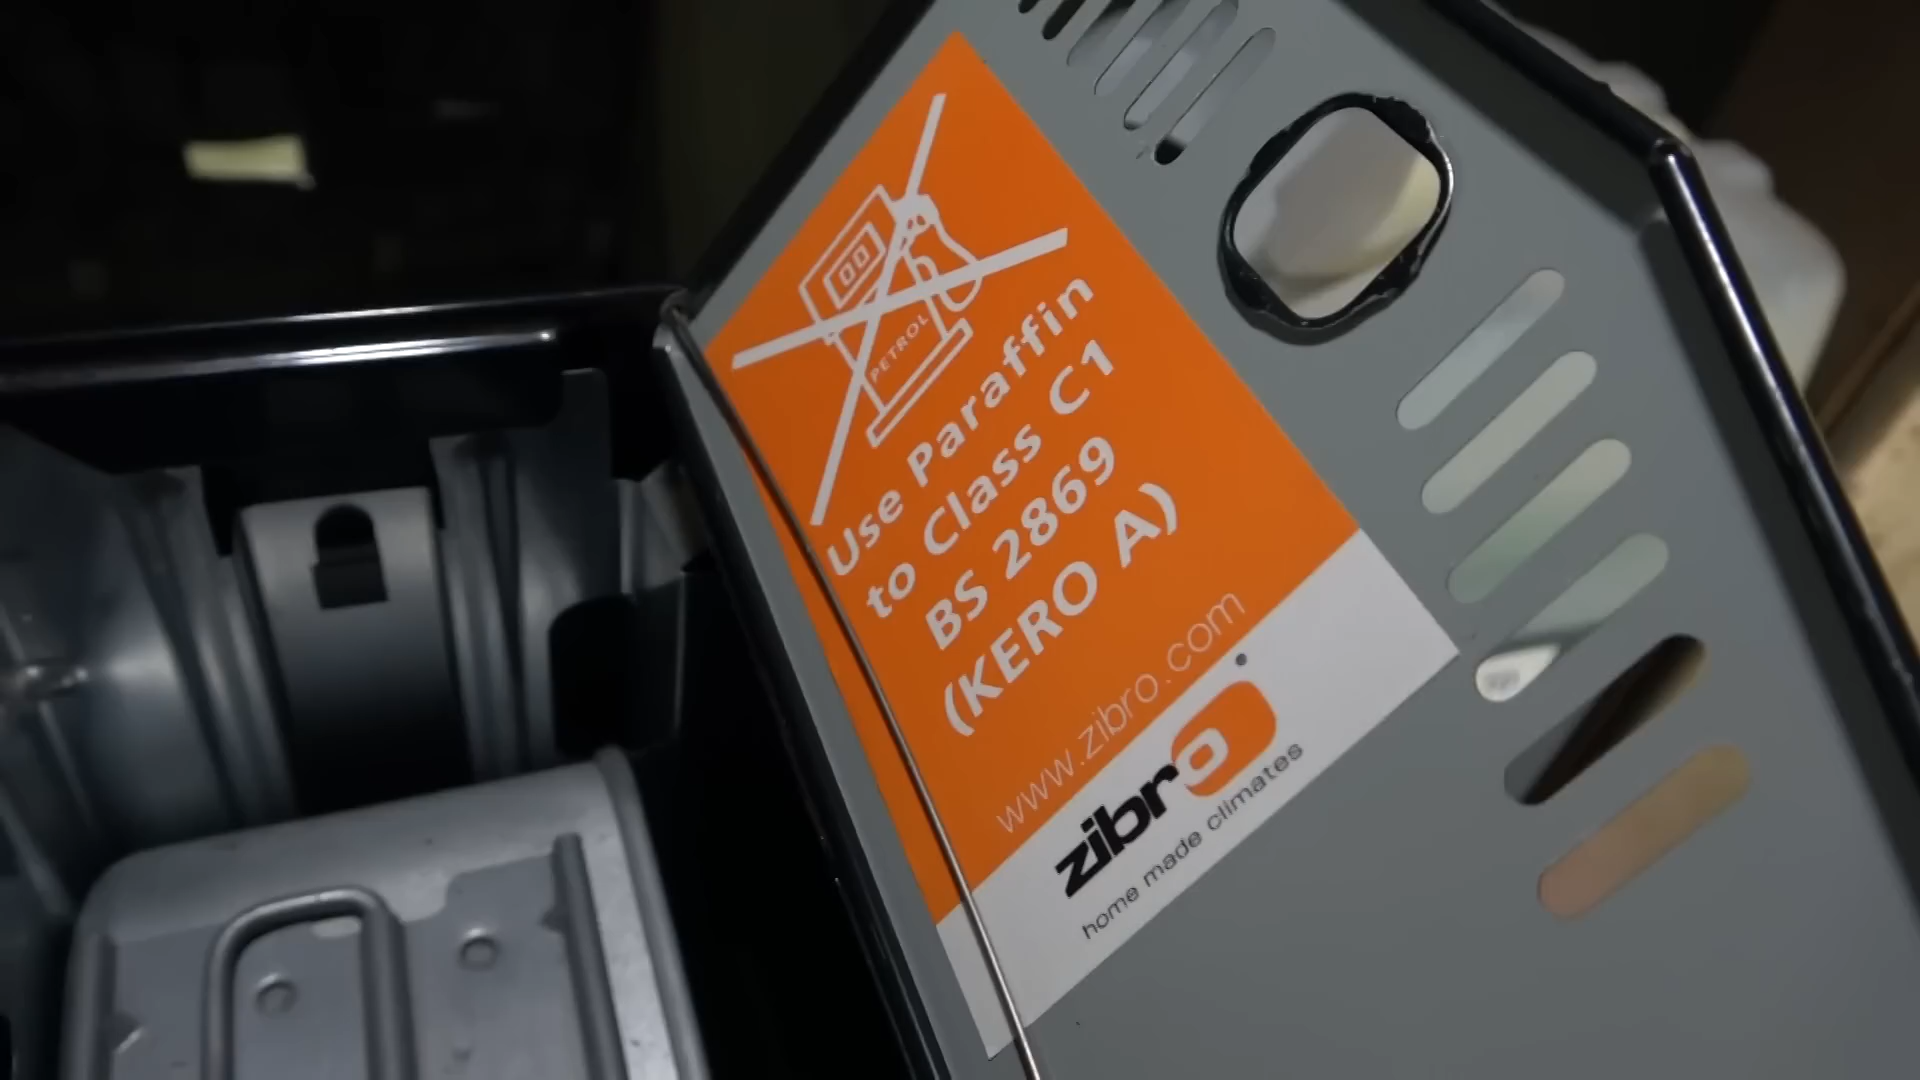 PETROL
Use Paraffin
to Class C1
BS 2869
(KERO A)
www.zibro.com
zibro
home made climates